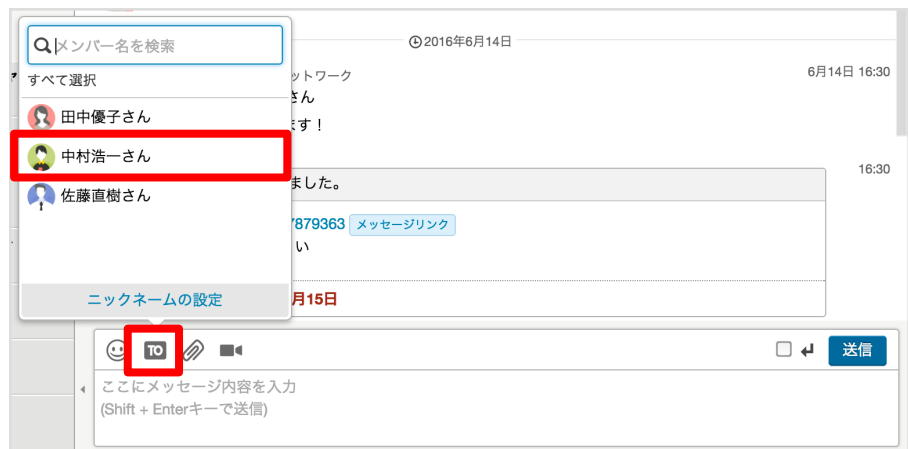 メンバー名を検索
すべて選択
田中優子さん
中村浩一さん
佐藤直樹さん
ニックネームの設定
2016年6月14日
ットワーク
6月14日 16:30
さん
ます！
16:30
ました。
7879363 メッセージリンク
い
月15日
TO
送信
ここにメッセージ内容を入力
(Shift + Enterキーで送信)